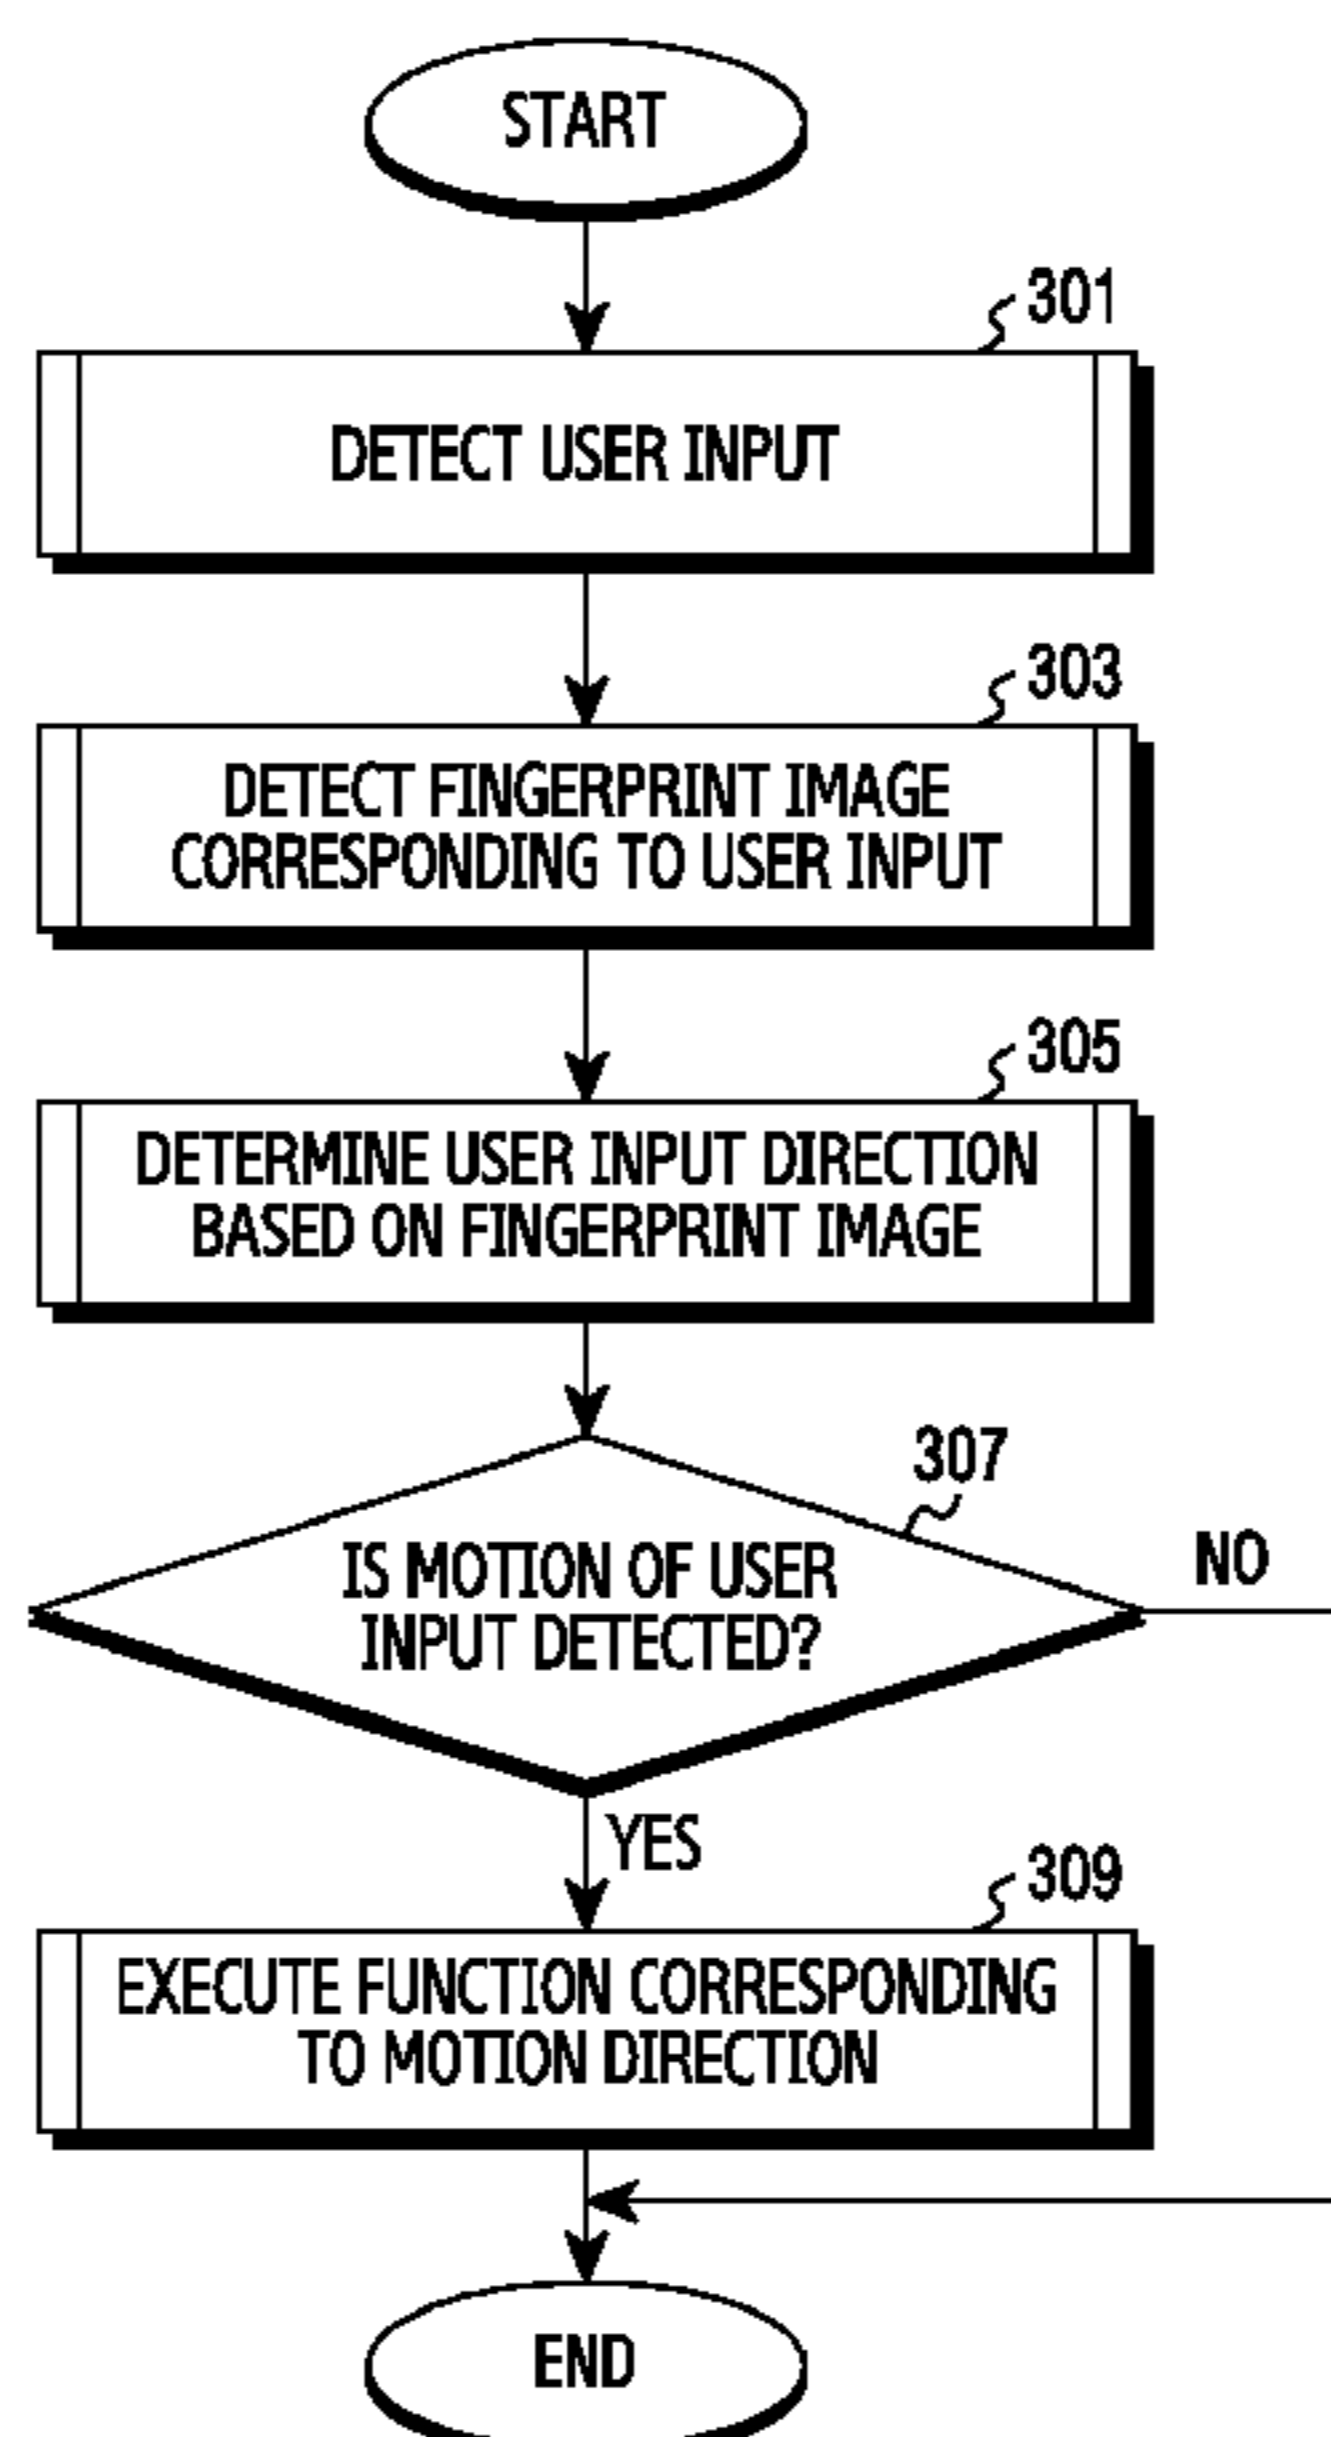 START
301
DETECT USER INPUT
303
DETECT FINGERPRINT IMAGE
CORRESPONDING TO USER INPUT
305
DETERMINE USER INPUT DIRECTION
BASED ON FINGERPRINT IMAGE
307
IS MOTION OF USER
INPUT DETECTED?
NO
YES
309
EXECUTE FUNCTION CORRESPONDING
TO MOTION DIRECTION
END